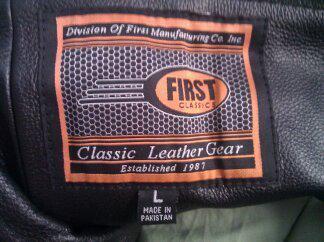 Division Of First Manufacturing Co. Inc.
FIRST
CLASSICS
Classic Leather Gear
Established 1987
L
MADE IN
PAKISTAN